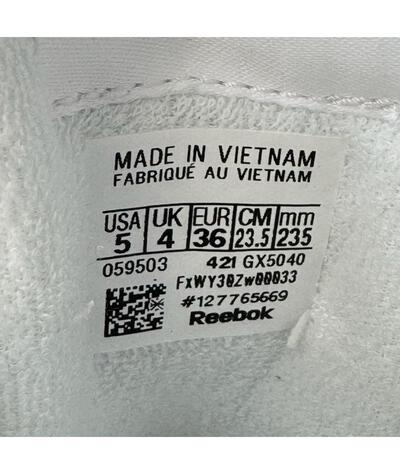 MADE IN VIETNAM
FABRIQUÉ AU VIETNAM
USA UK EUR CM mm
5 4 36 23.5 235
059503 421 GX5040
FxWY30Zw00033
#127765669
Reebok